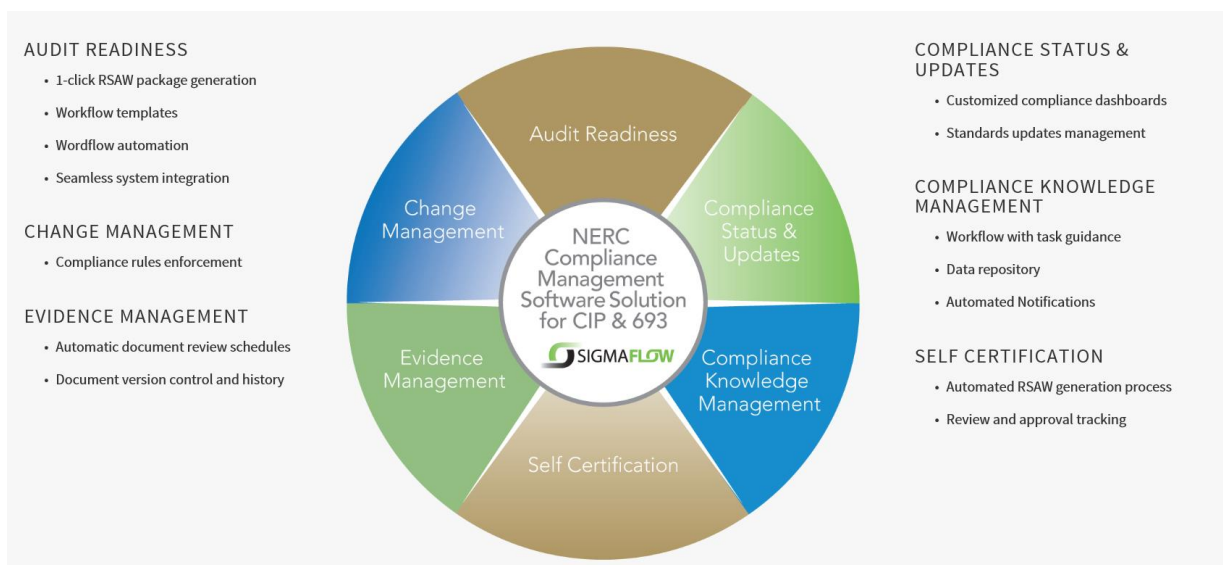 AUDIT READINESS
• 1-click RSAW package generation
• Workflow templates
• Wordflow automation
• Seamless system integration
CHANGE MANAGEMENT
• Compliance rules enforcement
EVIDENCE MANAGEMENT
• Automatic document review schedules
• Document version control and history
Audit Readiness
Change
Management
Compliance
Status &
Updates
NERC
Compliance
Management
Software Solution
for CIP & 693
SIGMAFLOW
Evidence
Management
Compliance
Knowledge
Management
Self Certification
COMPLIANCE STATUS &
UPDATES
• Customized compliance dashboards
• Standards updates management
COMPLIANCE KNOWLEDGE
MANAGEMENT
• Workflow with task guidance
• Data repository
• Automated Notifications
SELF CERTIFICATION
• Automated RSAW generation process
• Review and approval tracking